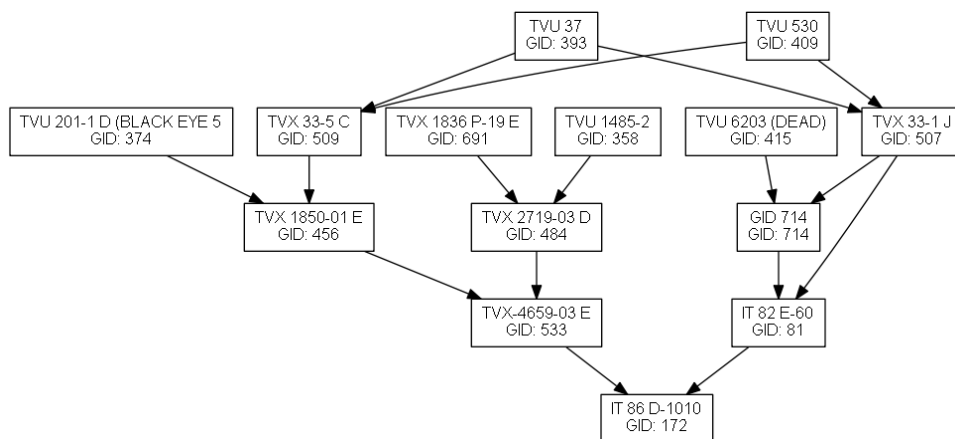 TVU 37
GID: 393
TVU 530
GID: 409
TVU 201-1 D (BLACK EYE 5
GID: 374
TVX 33-5 C
GID: 509
TVX 1836 P-19 E
GID: 691
TVU 1485-2
GID: 358
TVU 6203 (DEAD)
GID: 415
TVX 33-1 J
GID: 507
TVX 1850-01 E
GID: 456
TVX 2719-03 D
GID: 484
GID 714
GID: 714
TVX-4659-03 E
GID: 533
IT 82 E-60
GID: 81
IT 86 D-1010
GID: 172